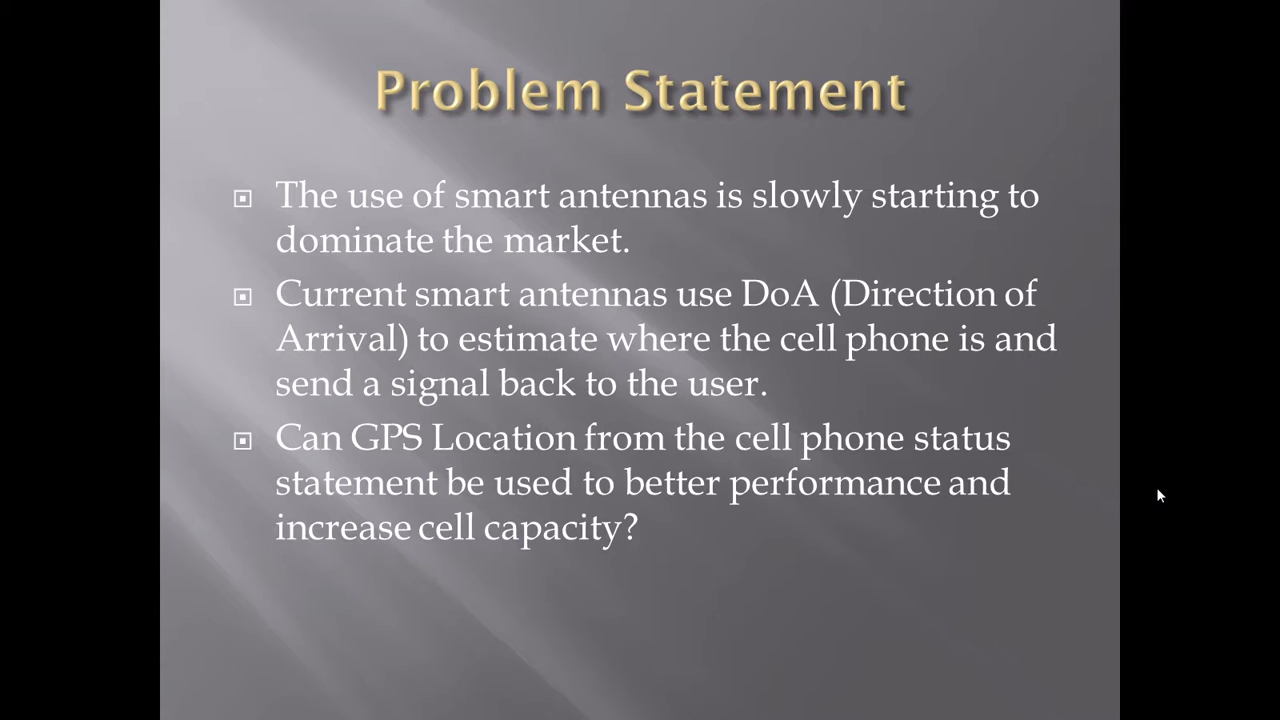 Problem Statement
The use of smart antennas is slowly starting to
dominate the market.
Current smart antennas use DoA (Direction of
Arrival) to estimate where the cell phone is and
send a signal back to the user.
Can GPS Location from the cell phone status
statement be used to better performance and
increase cell capacity?